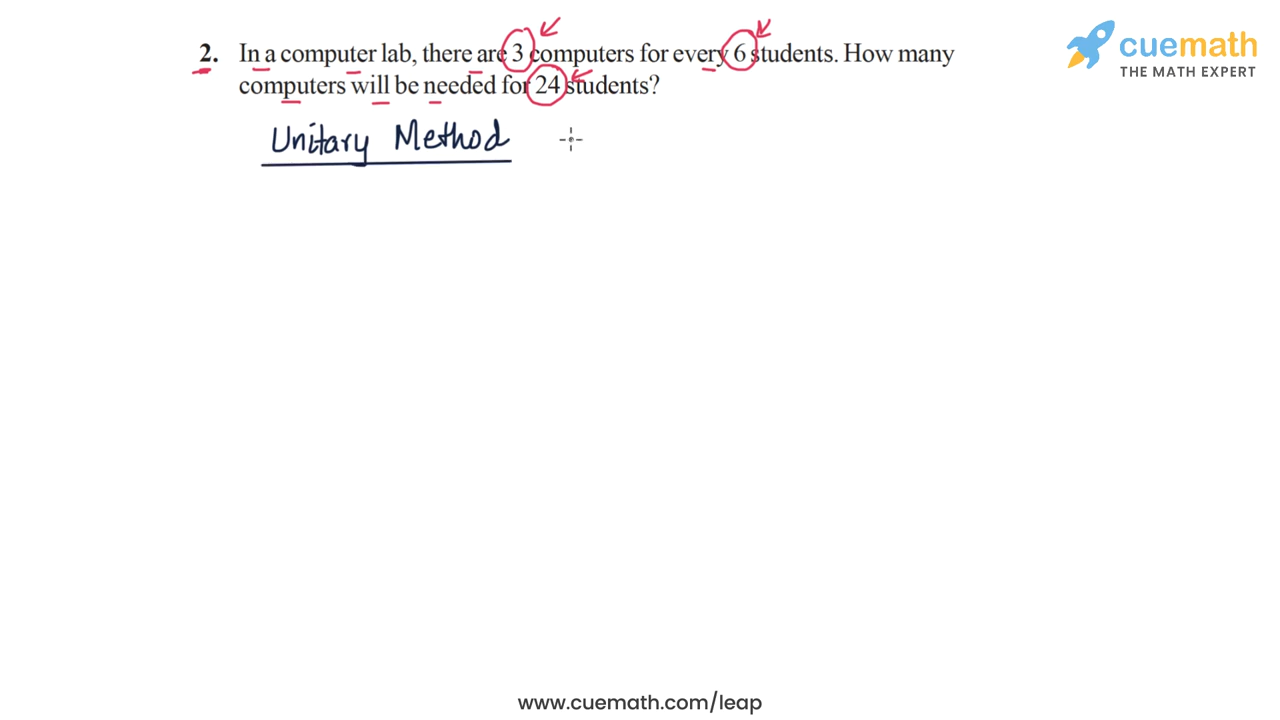 2. In a computer lab, there are 3 computers for every 6 students. How many
computers will be needed for 24 students?
Unitary Method
cuemath
THE MATH EXPERT
www.cuemath.com/leap